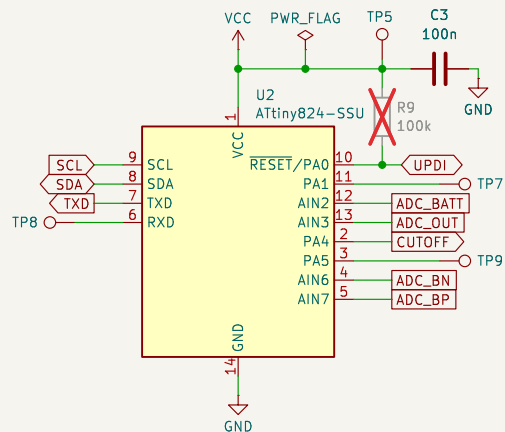 VCC PWR_FLAG TP5 C3
100n
GND
U2
ATtiny824-SSU
R9
100k
1
VCC
SCL 9 SCL RESET/PA0 10 UPDI
SDA 8 SDA PA1 11 TP7
TXD 7 TXD AIN2 12 ADC_BATT
TP8 6 RXD AIN3 13 ADC_OUT
PA4 2 CUTOFF
PA5 3 TP9
AIN6 4 ADC_BN
AIN7 5 ADC_BP
GND
14
GND